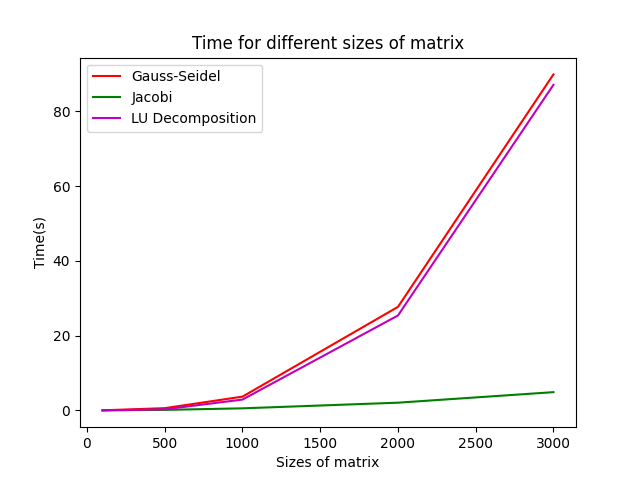 Time for different sizes of matrix
Gauss-Seidel
Jacobi
LU Decomposition
80
60
40
20
0
Time(s)
0 500 1000 1500 2000 2500 3000
Sizes of matrix